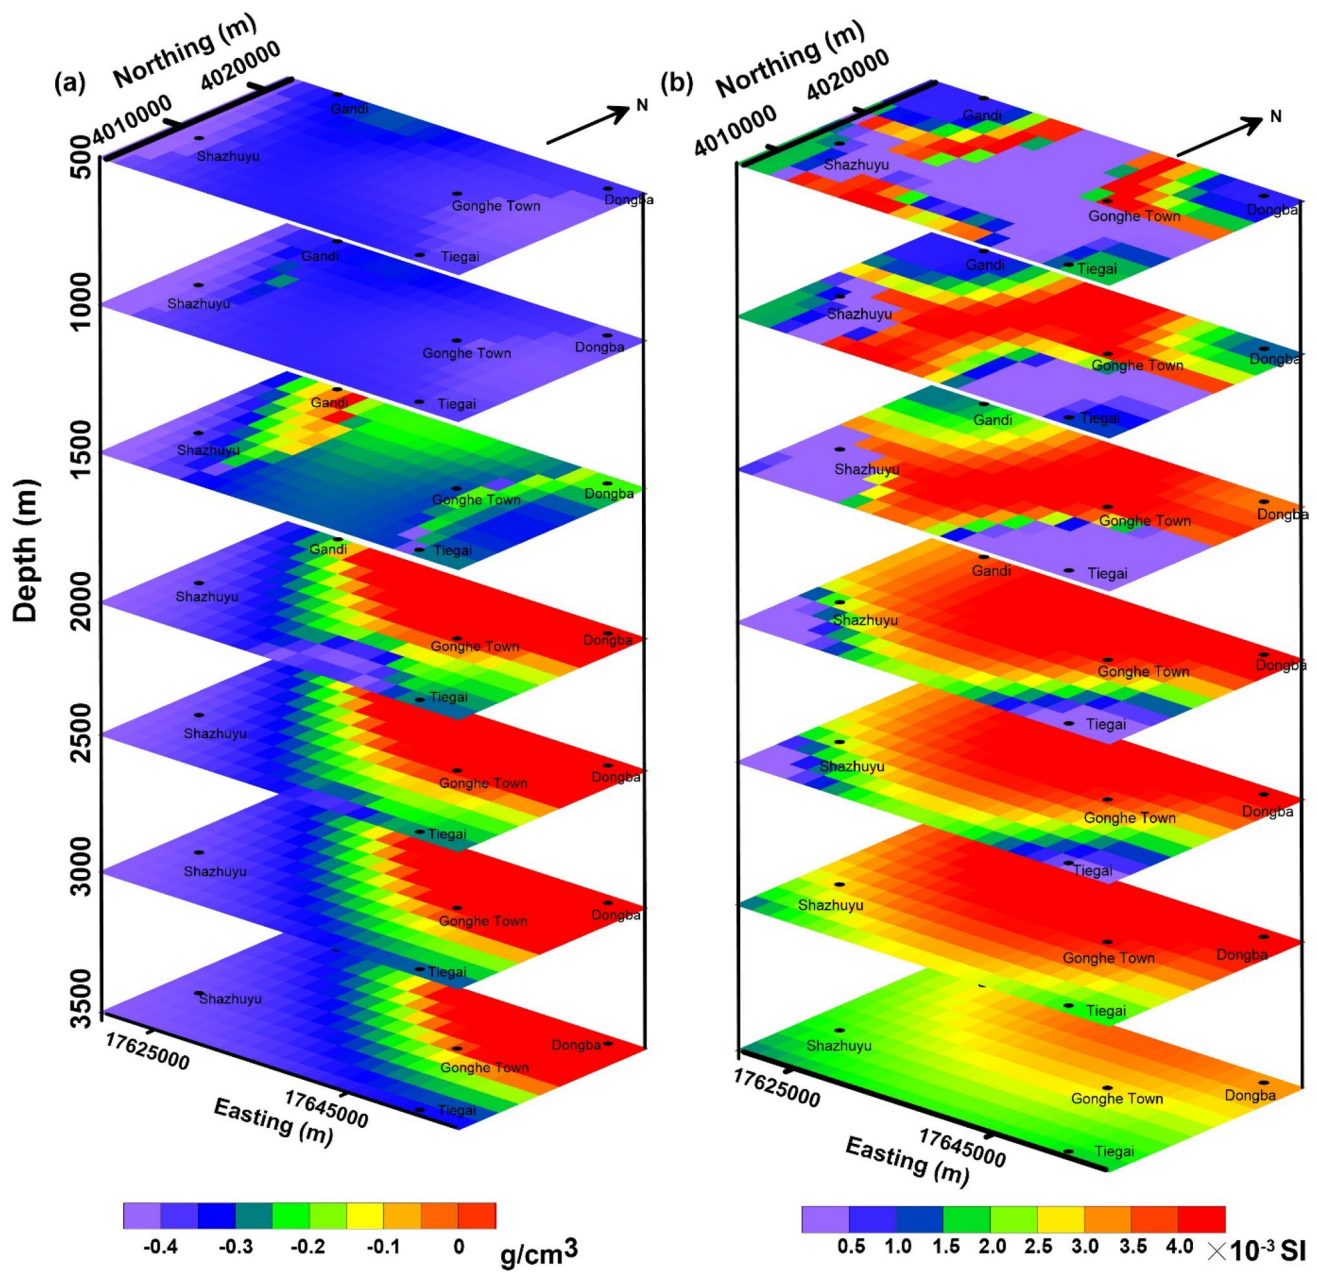 (a)
Northing (m)
4020000
4010000
N
Depth (m)
500
Gandi
Shazhuyu
Gonghe Town
Dongba
Tiegai
1000
Gandi
Shazhuyu
Gonghe Town
Dongba
Tiegai
1500
Gandi
Shazhuyu
Gonghe Town
Dongba
Tiegai
2000
Gandi
Shazhuyu
Gonghe Town
Dongba
Tiegai
2500
Shazhuyu
Gonghe Town
Dongba
Tiegai
3000
Shazhuyu
Gonghe Town
Dongba
Tiegai
3500
Shazhuyu
Gonghe Town
Dongba
Tiegai
17625000
17645000
Easting (m)
-0.4 -0.3 -0.2 -0.1 0 g/cm3
(b)
Northing (m)
4020000
4010000
N
Gandi
Shazhuyu
Gonghe Town
Dongba
Tiegai
Gandi
Shazhuyu
Gonghe Town
Dongba
Tiegai
Gandi
Shazhuyu
Gonghe Town
Dongba
Tiegai
Gandi
Shazhuyu
Gonghe Town
Dongba
Tiegai
Shazhuyu
Gonghe Town
Dongba
Tiegai
Shazhuyu
Gonghe Town
Dongba
Tiegai
Shazhuyu
Gonghe Town
Dongba
Tiegai
17625000
17645000
Easting (m)
0.5 1.0 1.5 2.0 2.5 3.0 3.5 4.0 ×10-3 SI